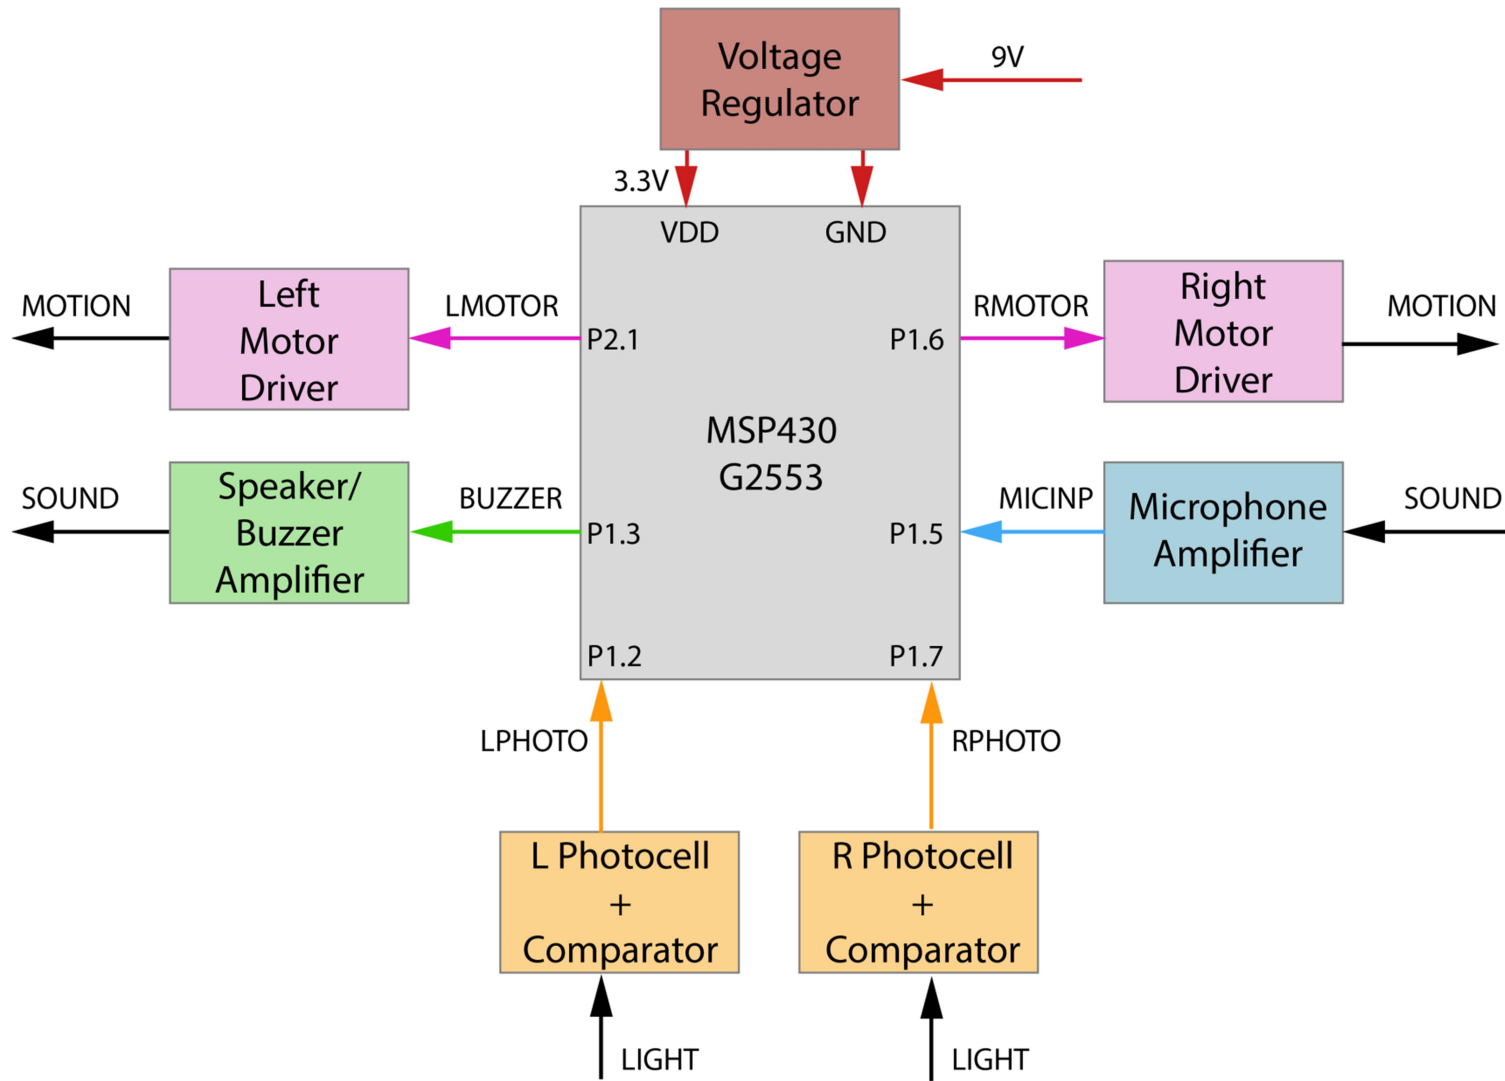 Voltage
Regulator
9V
3.3V
VDD
GND
MOTION
Left
Motor
Driver
LMOTOR
P2.1
P1.6
RMOTOR
Right
Motor
Driver
MOTION
MSP430
G2553
SOUND
Speaker/
Buzzer
Amplifier
BUZZER
P1.3
P1.5
MICINP
Microphone
Amplifier
SOUND
P1.2
P1.7
LPHOTO
RPHOTO
L Photocell
+
Comparator
R Photocell
+
Comparator
LIGHT
LIGHT